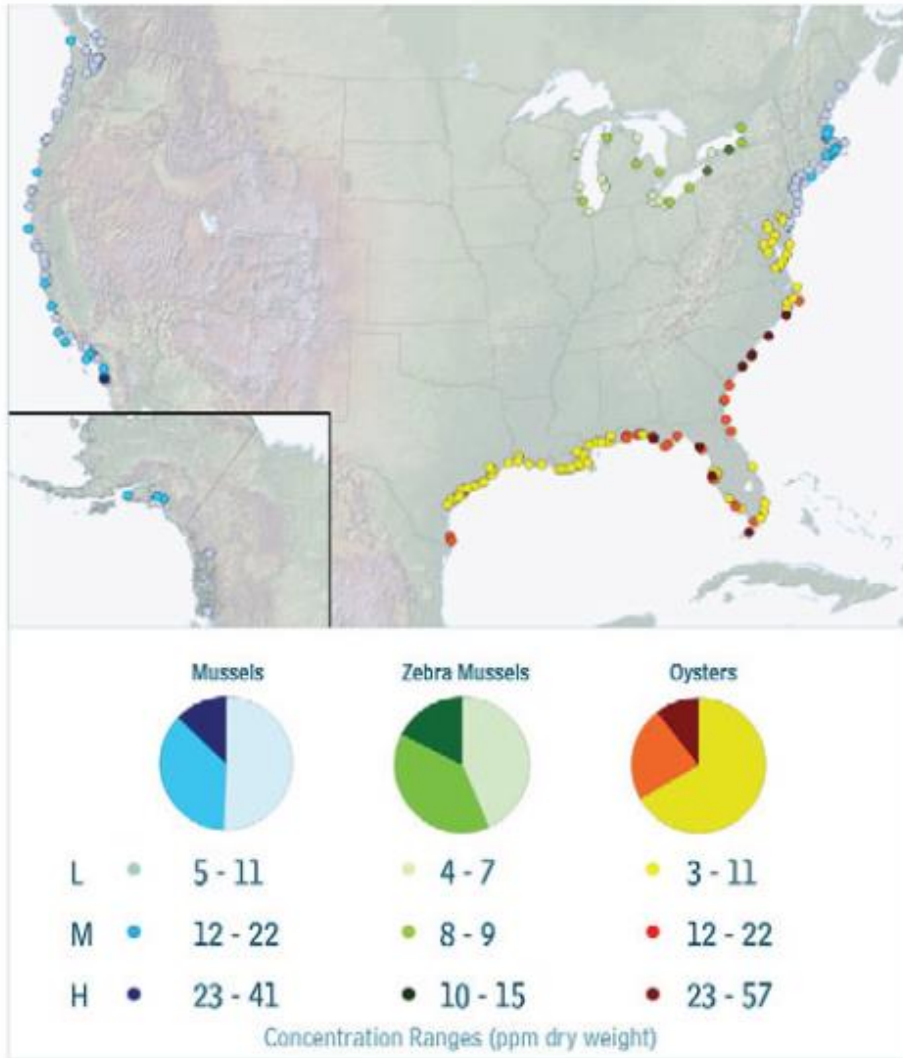 Mussels Zebra Mussels Oysters
L 5 - 11 4 - 7 3 - 11
M 12 - 22 8 - 9 12 - 22
H 23 - 41 10 - 15 23 - 57
Concentration Ranges (ppm dry weight)